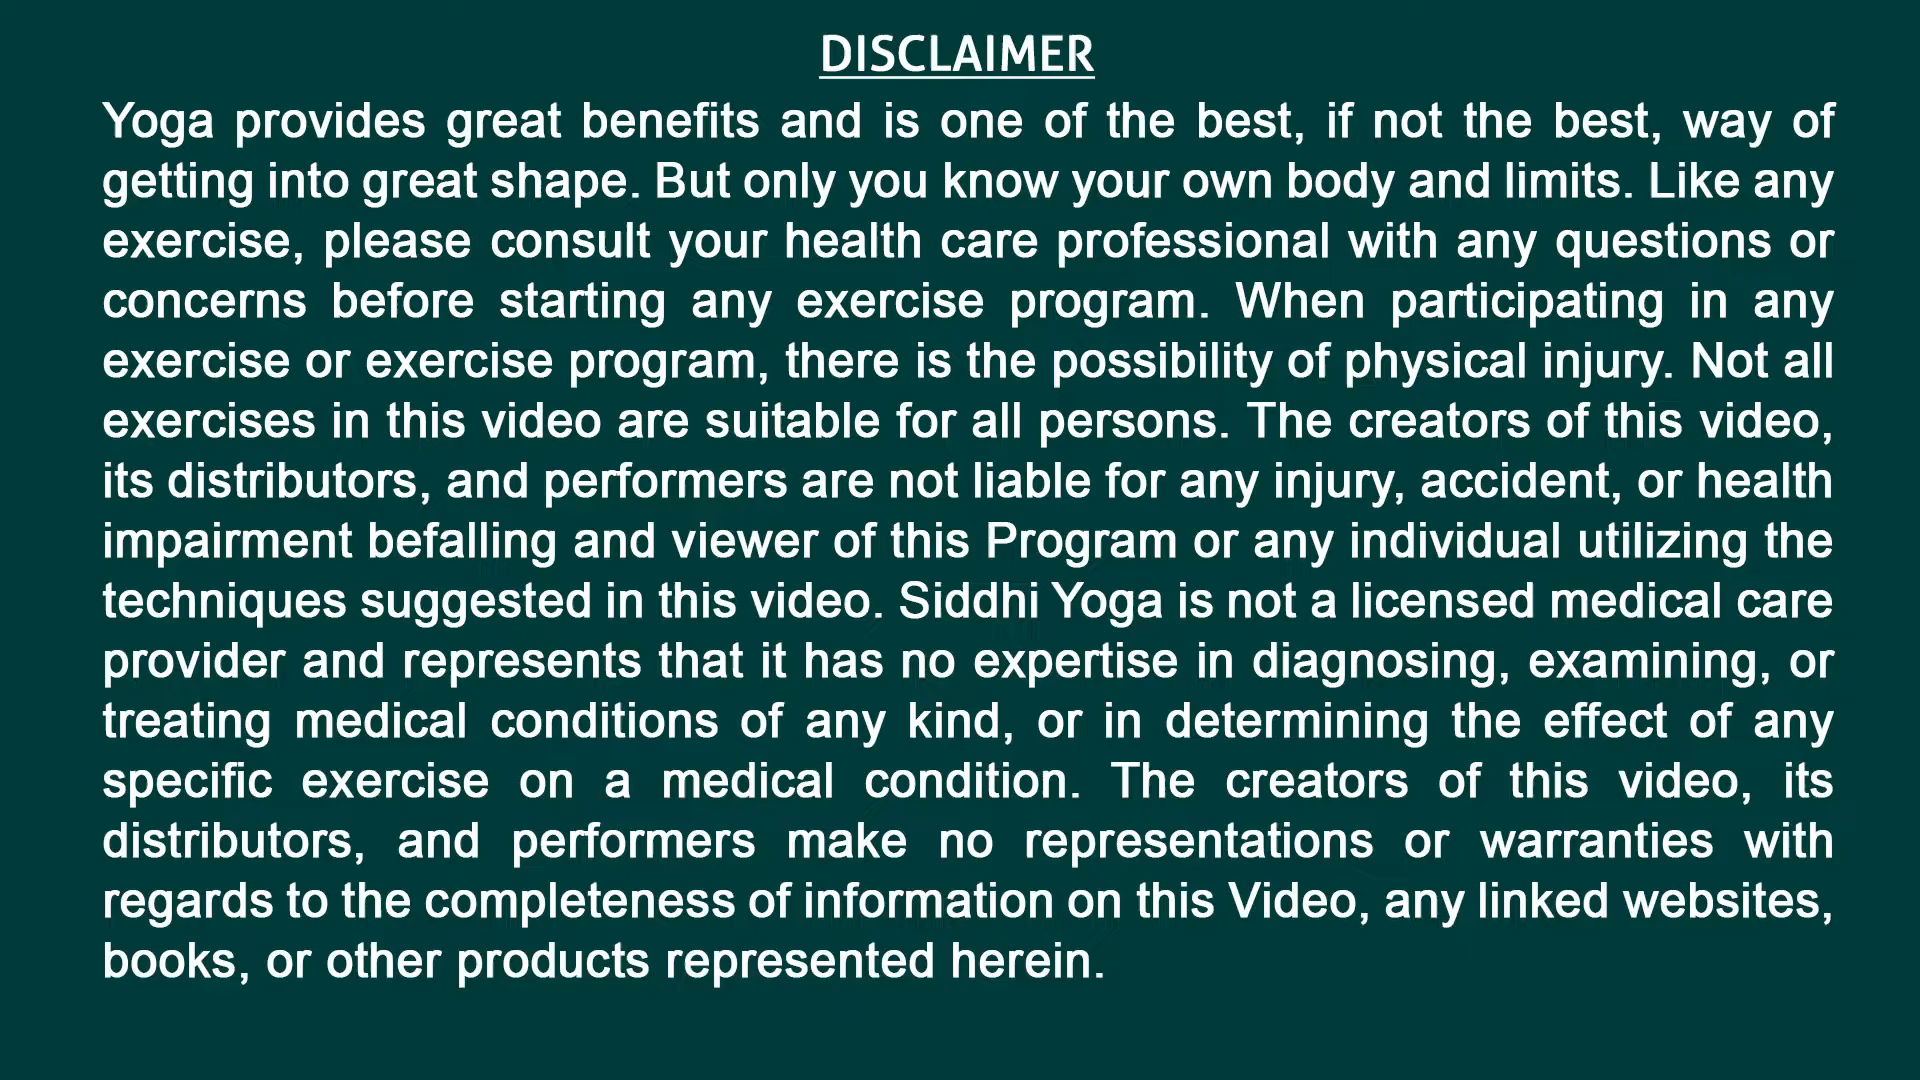 DISCLAIMER
Yoga provides great benefits and is one of the best, if not the best, way of
getting into great shape. But only you know your own body and limits. Like any
exercise, please consult your health care professional with any questions or
concerns before starting any exercise program. When participating in any
exercise or exercise program, there is the possibility of physical injury. Not all
exercises in this video are suitable for all persons. The creators of this video,
its distributors, and performers are not liable for any injury, accident, or health
impairment befalling and viewer of this Program or any individual utilizing the
techniques suggested in this video. Siddhi Yoga is not a licensed medical care
provider and represents that it has no expertise in diagnosing, examining, or
treating medical conditions of any kind, or in determining the effect of any
specific exercise on a medical condition. The creators of this video, its
distributors, and performers make no representations or warranties with
regards to the completeness of information on this Video, any linked websites,
books, or other products represented herein.